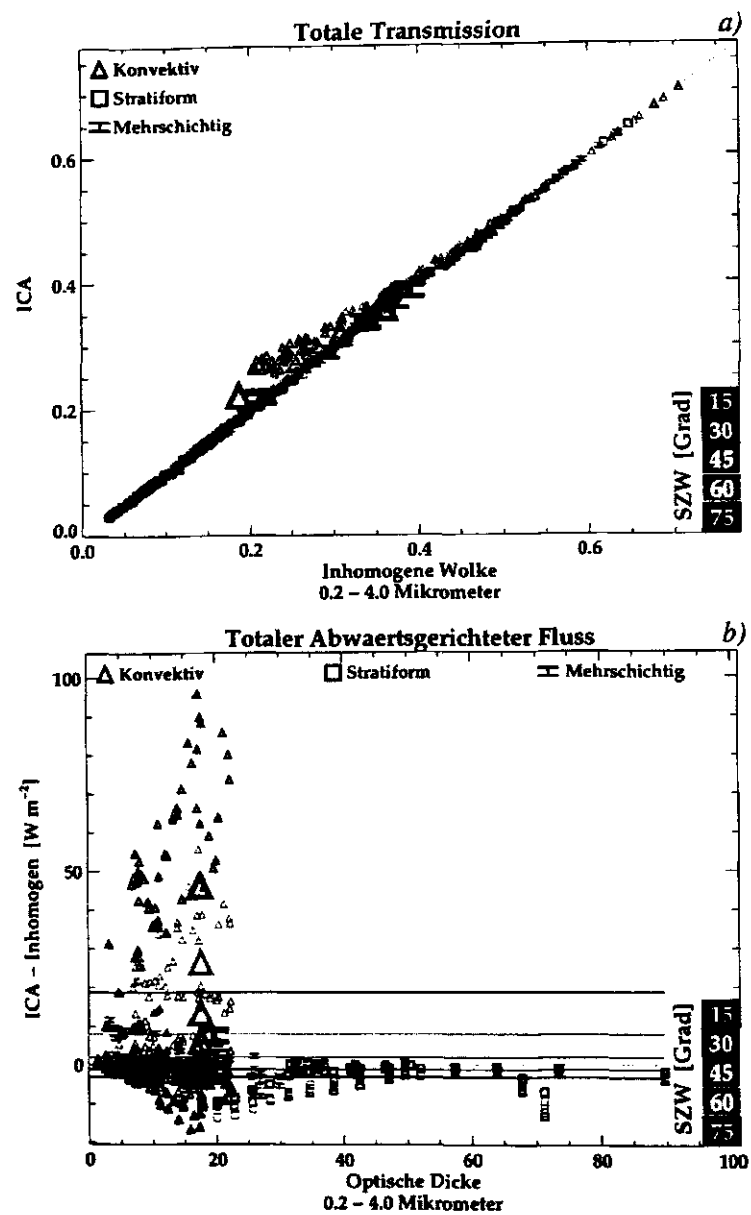 Totale Transmission
a)
Konvektiv
Stratiform
Mehrschichtig
ICA
0.6
0.4
0.2
0.0
0.0 0.2 0.4 0.6
SZW [Grad]
15
30
45
60
75
Inhomogene Wolke
0.2 – 4.0 Mikrometer
Totaler Abwaertsgerichteter Fluss
b)
Konvektiv Stratiform Mehrschichtig
ICA – Inhomogen [W m⁻²]
100
50
0
0 20 40 60 80 100
SZW [Grad]
15
30
45
60
75
Optische Dicke
0.2 – 4.0 Mikrometer